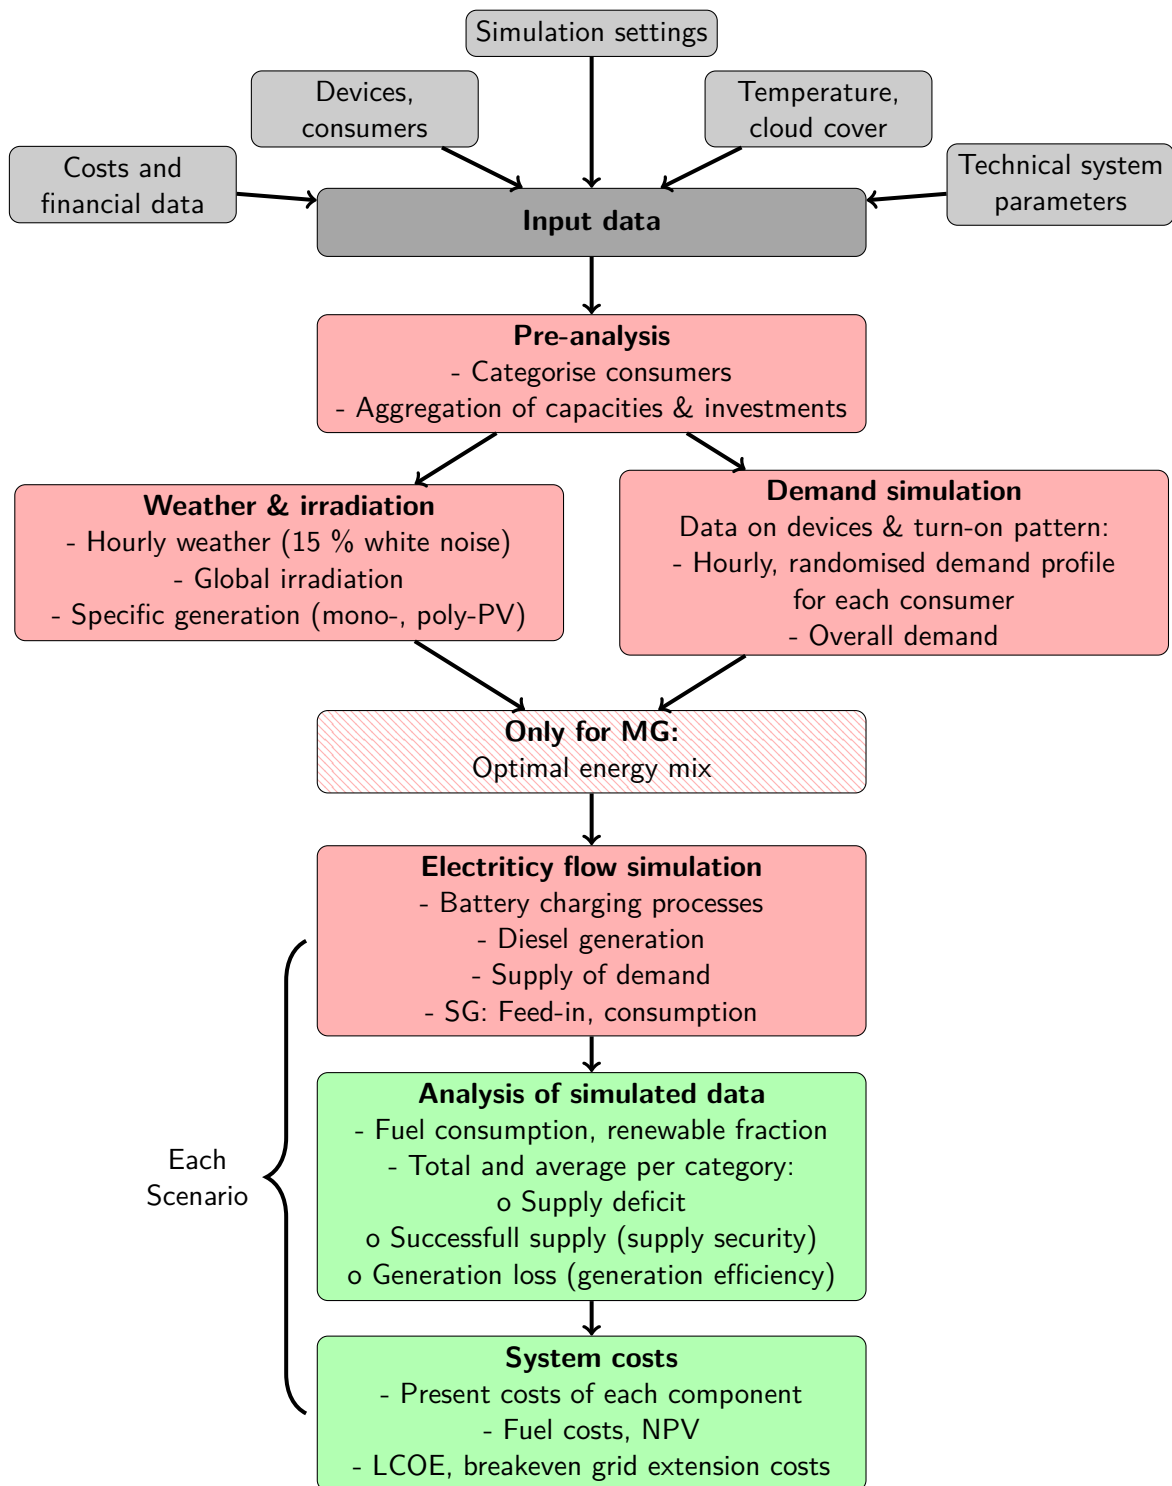 Simulation settings
Devices,
consumers
Temperature,
cloud cover
Costs and
financial data
Technical system
parameters
Input data
Pre-analysis
- Categorise consumers
- Aggregation of capacities & investments
Weather & irradiation
- Hourly weather (15 % white noise)
- Global irradiation
- Specific generation (mono-, poly-PV)
Demand simulation
Data on devices & turn-on pattern:
- Hourly, randomised demand profile
for each consumer
- Overall demand
Only for MG:
Optimal energy mix
Electriticy flow simulation
- Battery charging processes
- Diesel generation
- Supply of demand
- SG: Feed-in, consumption
Each
Scenario
Analysis of simulated data
- Fuel consumption, renewable fraction
- Total and average per category:
o Supply deficit
o Successfull supply (supply security)
o Generation loss (generation efficiency)
System costs
- Present costs of each component
- Fuel costs, NPV
- LCOE, breakeven grid extension costs